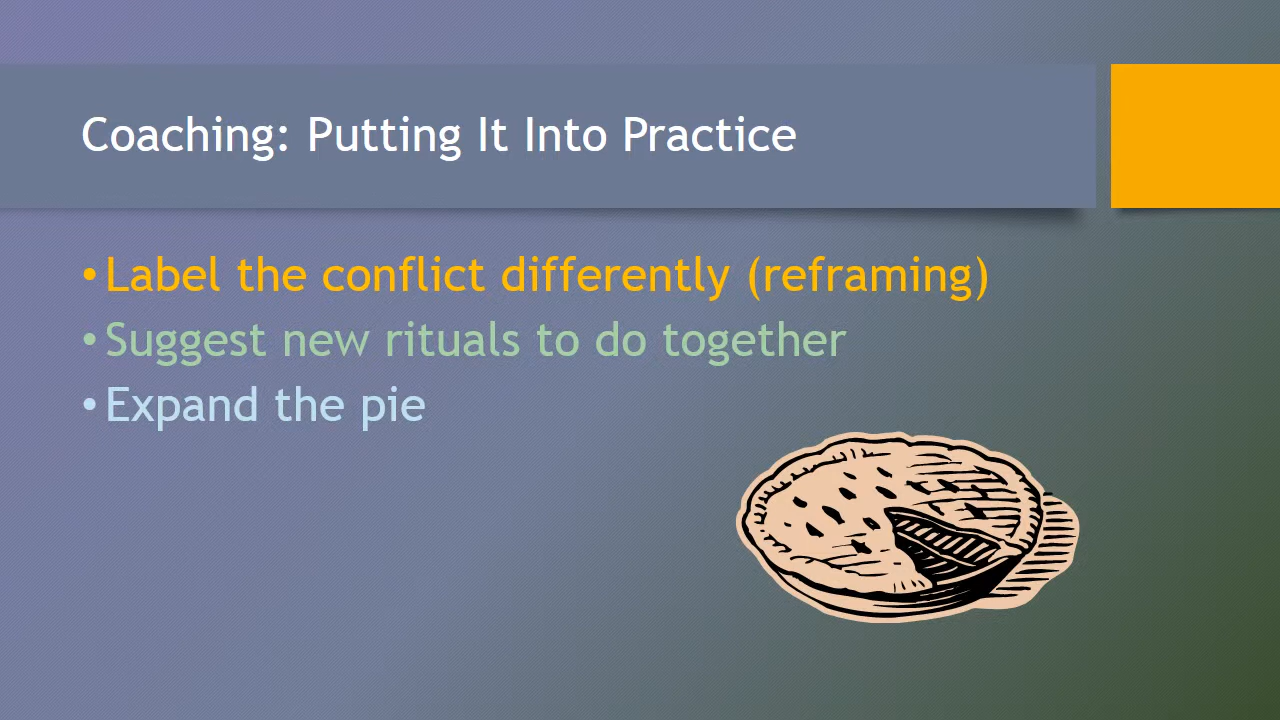 Coaching: Putting It Into Practice
•Label the conflict differently (reframing)
•Suggest new rituals to do together
•Expand the pie